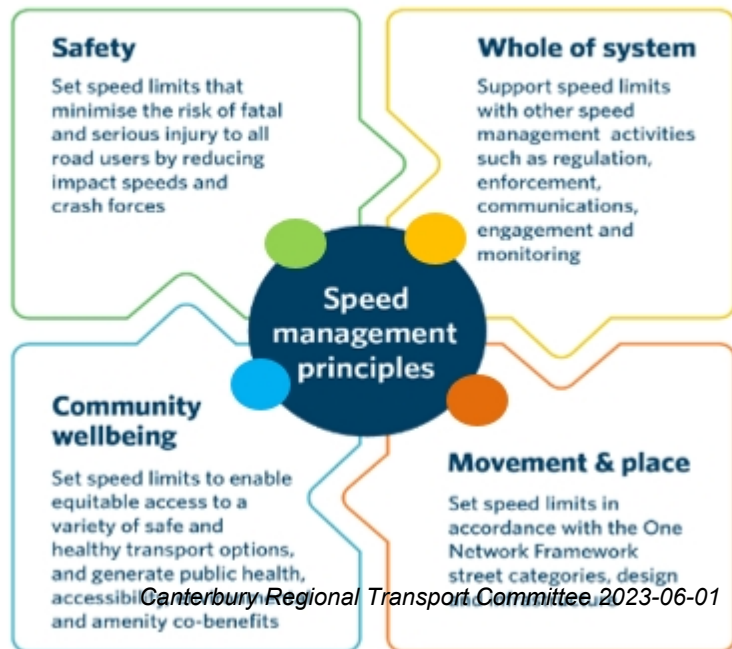 Safety
Set speed limits that
minimise the risk of fatal
and serious injury to all
road users by reducing
impact speeds and
crash forces
Whole of system
Support speed limits
with other speed
management activities
such as regulation,
enforcement,
communications,
engagement and
monitoring
Speed
management
principles
Community
wellbeing
Set speed limits to enable
equitable access to a
variety of safe and
healthy transport options,
and generate public health,
accessibility,
and amenity co-benefits
Movement & place
Set speed limits in
accordance with the One
Network Framework
street categories, design
and infrastructure
Canterbury Regional Transport Committee 2023-06-01